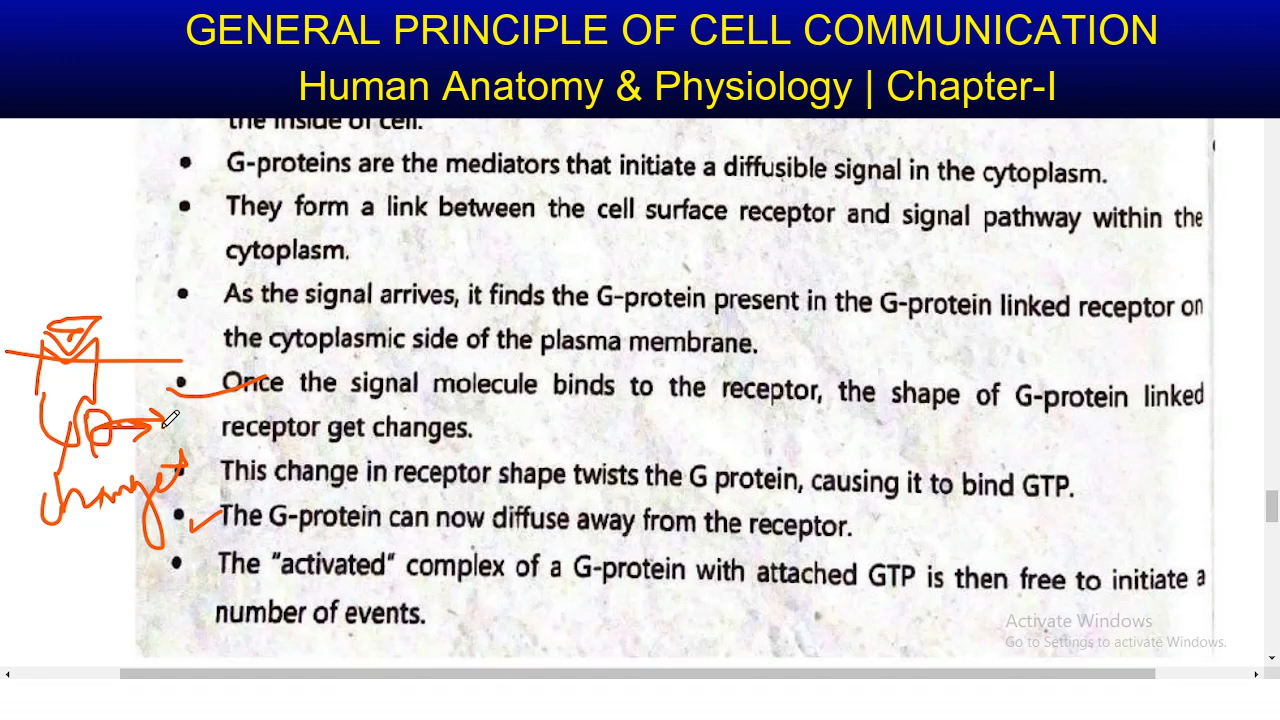 GENERAL PRINCIPLE OF CELL COMMUNICATION
Human Anatomy & Physiology | Chapter-I
the inside of cell.
• G-proteins are the mediators that initiate a diffusible signal in the cytoplasm.
• They form a link between the cell surface receptor and signal pathway within the
cytoplasm.
• As the signal arrives, it finds the G-protein present in the G-protein linked receptor on
the cytoplasmic side of the plasma membrane.
• Once the signal molecule binds to the receptor, the shape of G-protein linked
receptor get changes.
• This change in receptor shape twists the G protein, causing it to bind GTP.
• The G-protein can now diffuse away from the receptor.
• The "activated" complex of a G-protein with attached GTP is then free to initiate a
number of events.
Activate Windows
Go to Settings to activate Windows.